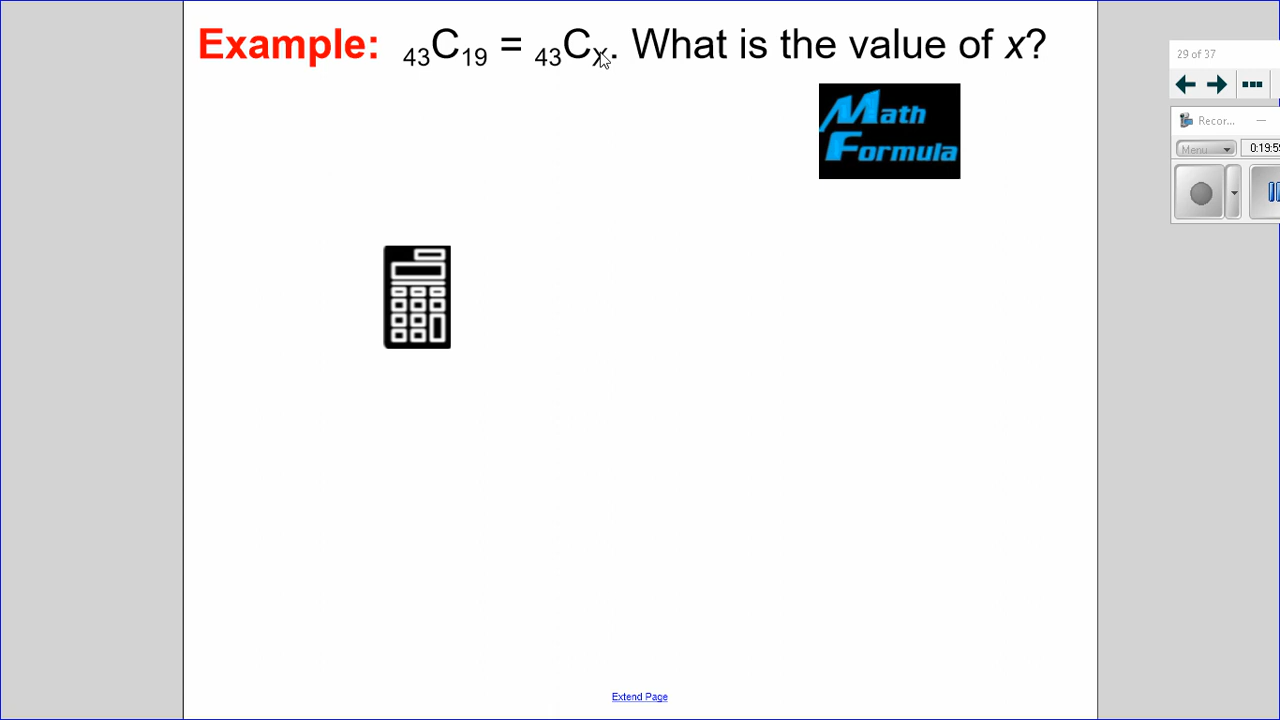 Example: 43C19 = 43Cx. What is the value of x?
29 of 37
Math
Formula
Recor...
Menu
0:19:5
Extend Page